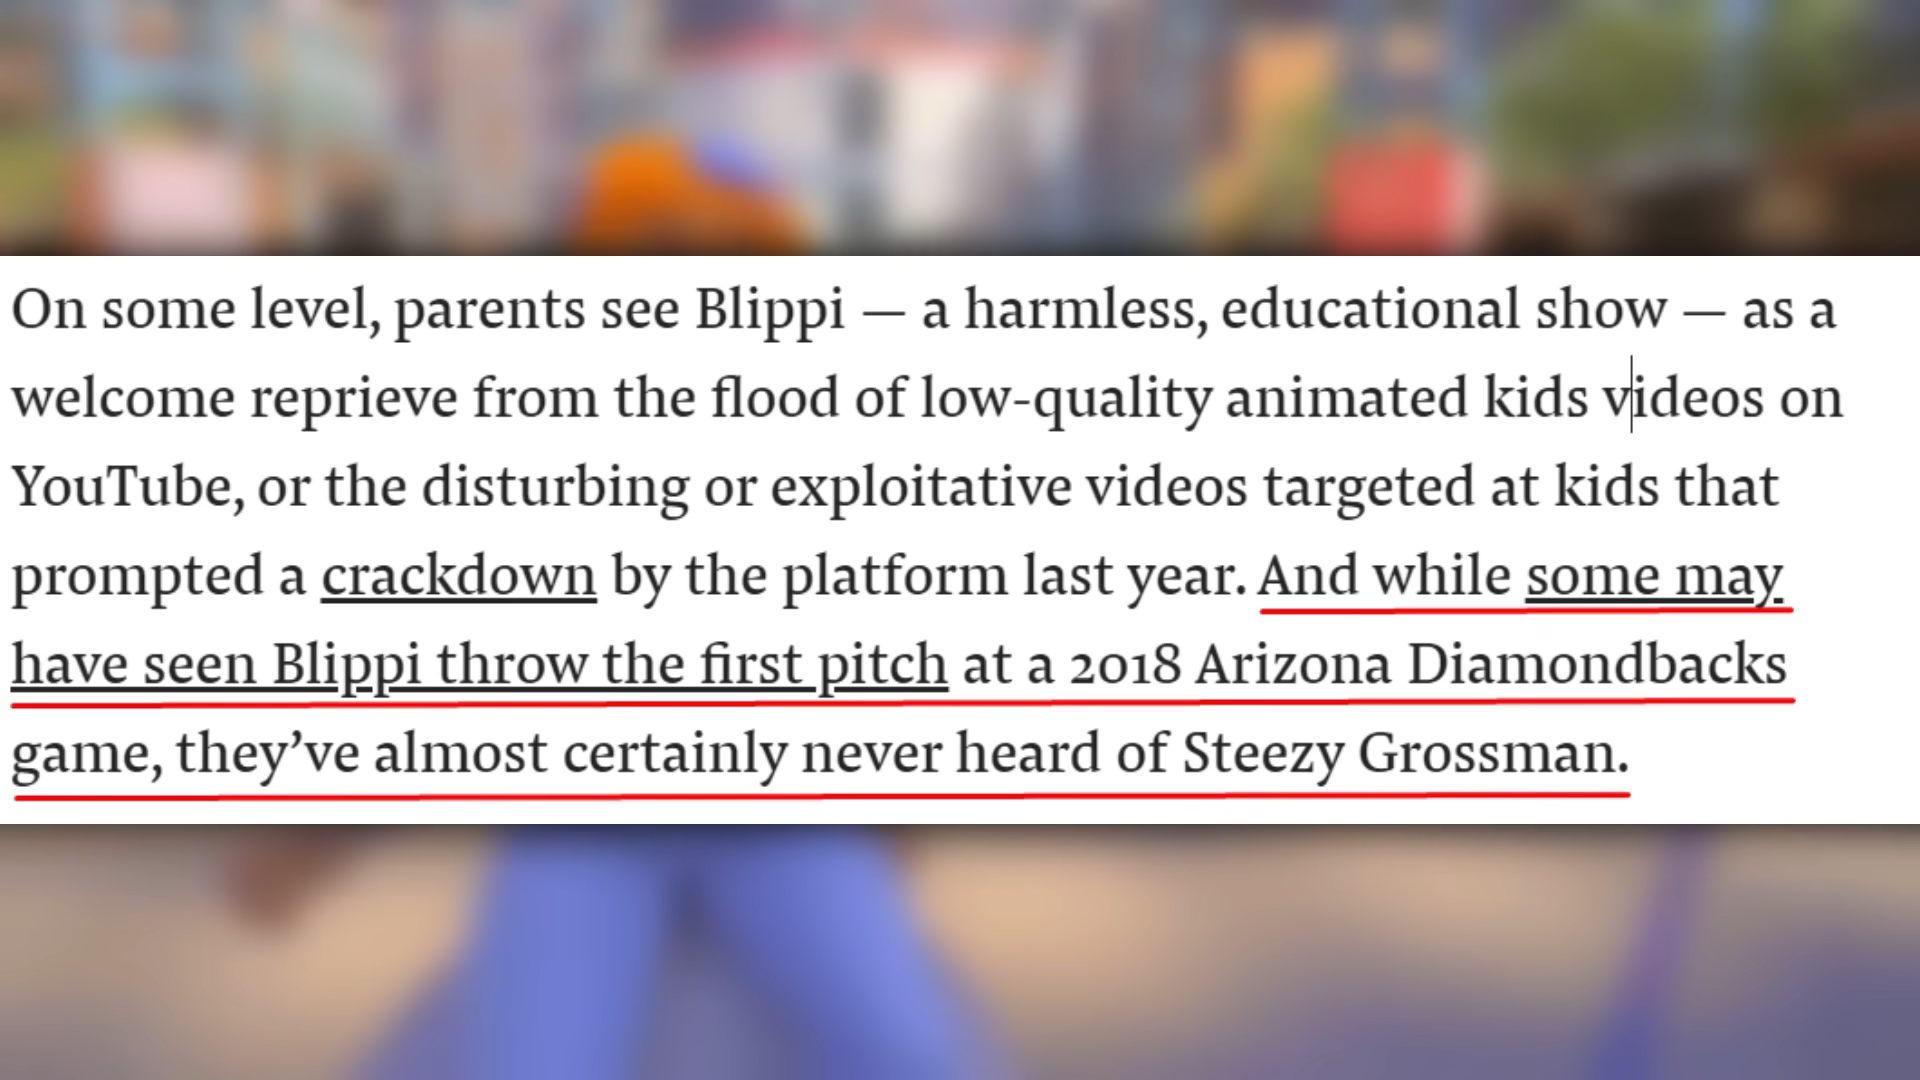 On some level, parents see Blippi — a harmless, educational show — as a
welcome reprieve from the flood of low-quality animated kids videos on
YouTube, or the disturbing or exploitative videos targeted at kids that
prompted a crackdown by the platform last year. And while some may
have seen Blippi throw the first pitch at a 2018 Arizona Diamondbacks
game, they’ve almost certainly never heard of Steezy Grossman.